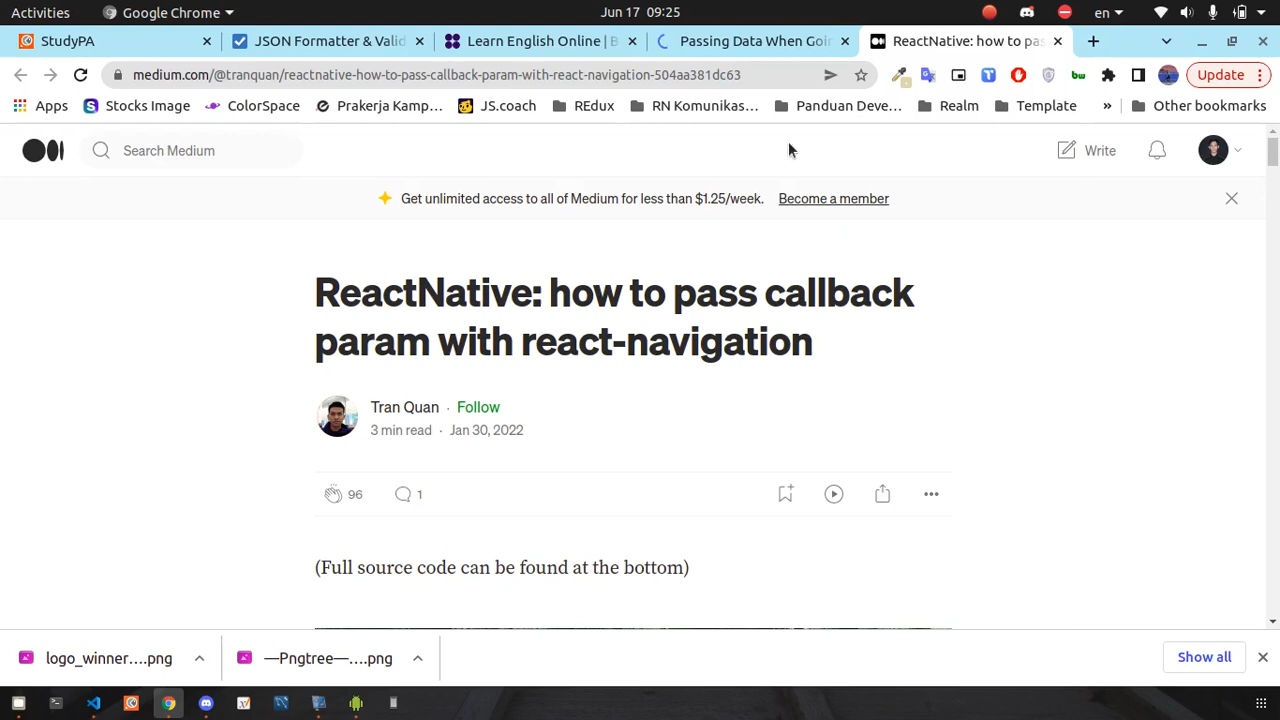 Activities
Google Chrome
Jun 17 09:25
en
StudyPA
JSON Formatter & Valid
Learn English Online | B
Passing Data When Goin
ReactNative: how to pas
medium.com/@tranquan/reactnative-how-to-pass-callback-param-with-react-navigation-504aa381dc63
bw
Update
Apps
Stocks Image
ColorSpace
Prakerja Kamp...
JS.coach
REdux
RN Komunikas...
Panduan Deve...
Realm
Template
»
Other bookmarks
Search Medium
Write
Get unlimited access to all of Medium for less than $1.25/week. Become a member
ReactNative: how to pass callback
param with react-navigation
Tran Quan · Follow
3 min read · Jan 30, 2022
96
1
(Full source code can be found at the bottom)
logo_winner....png
—Pngtree—....png
Show all